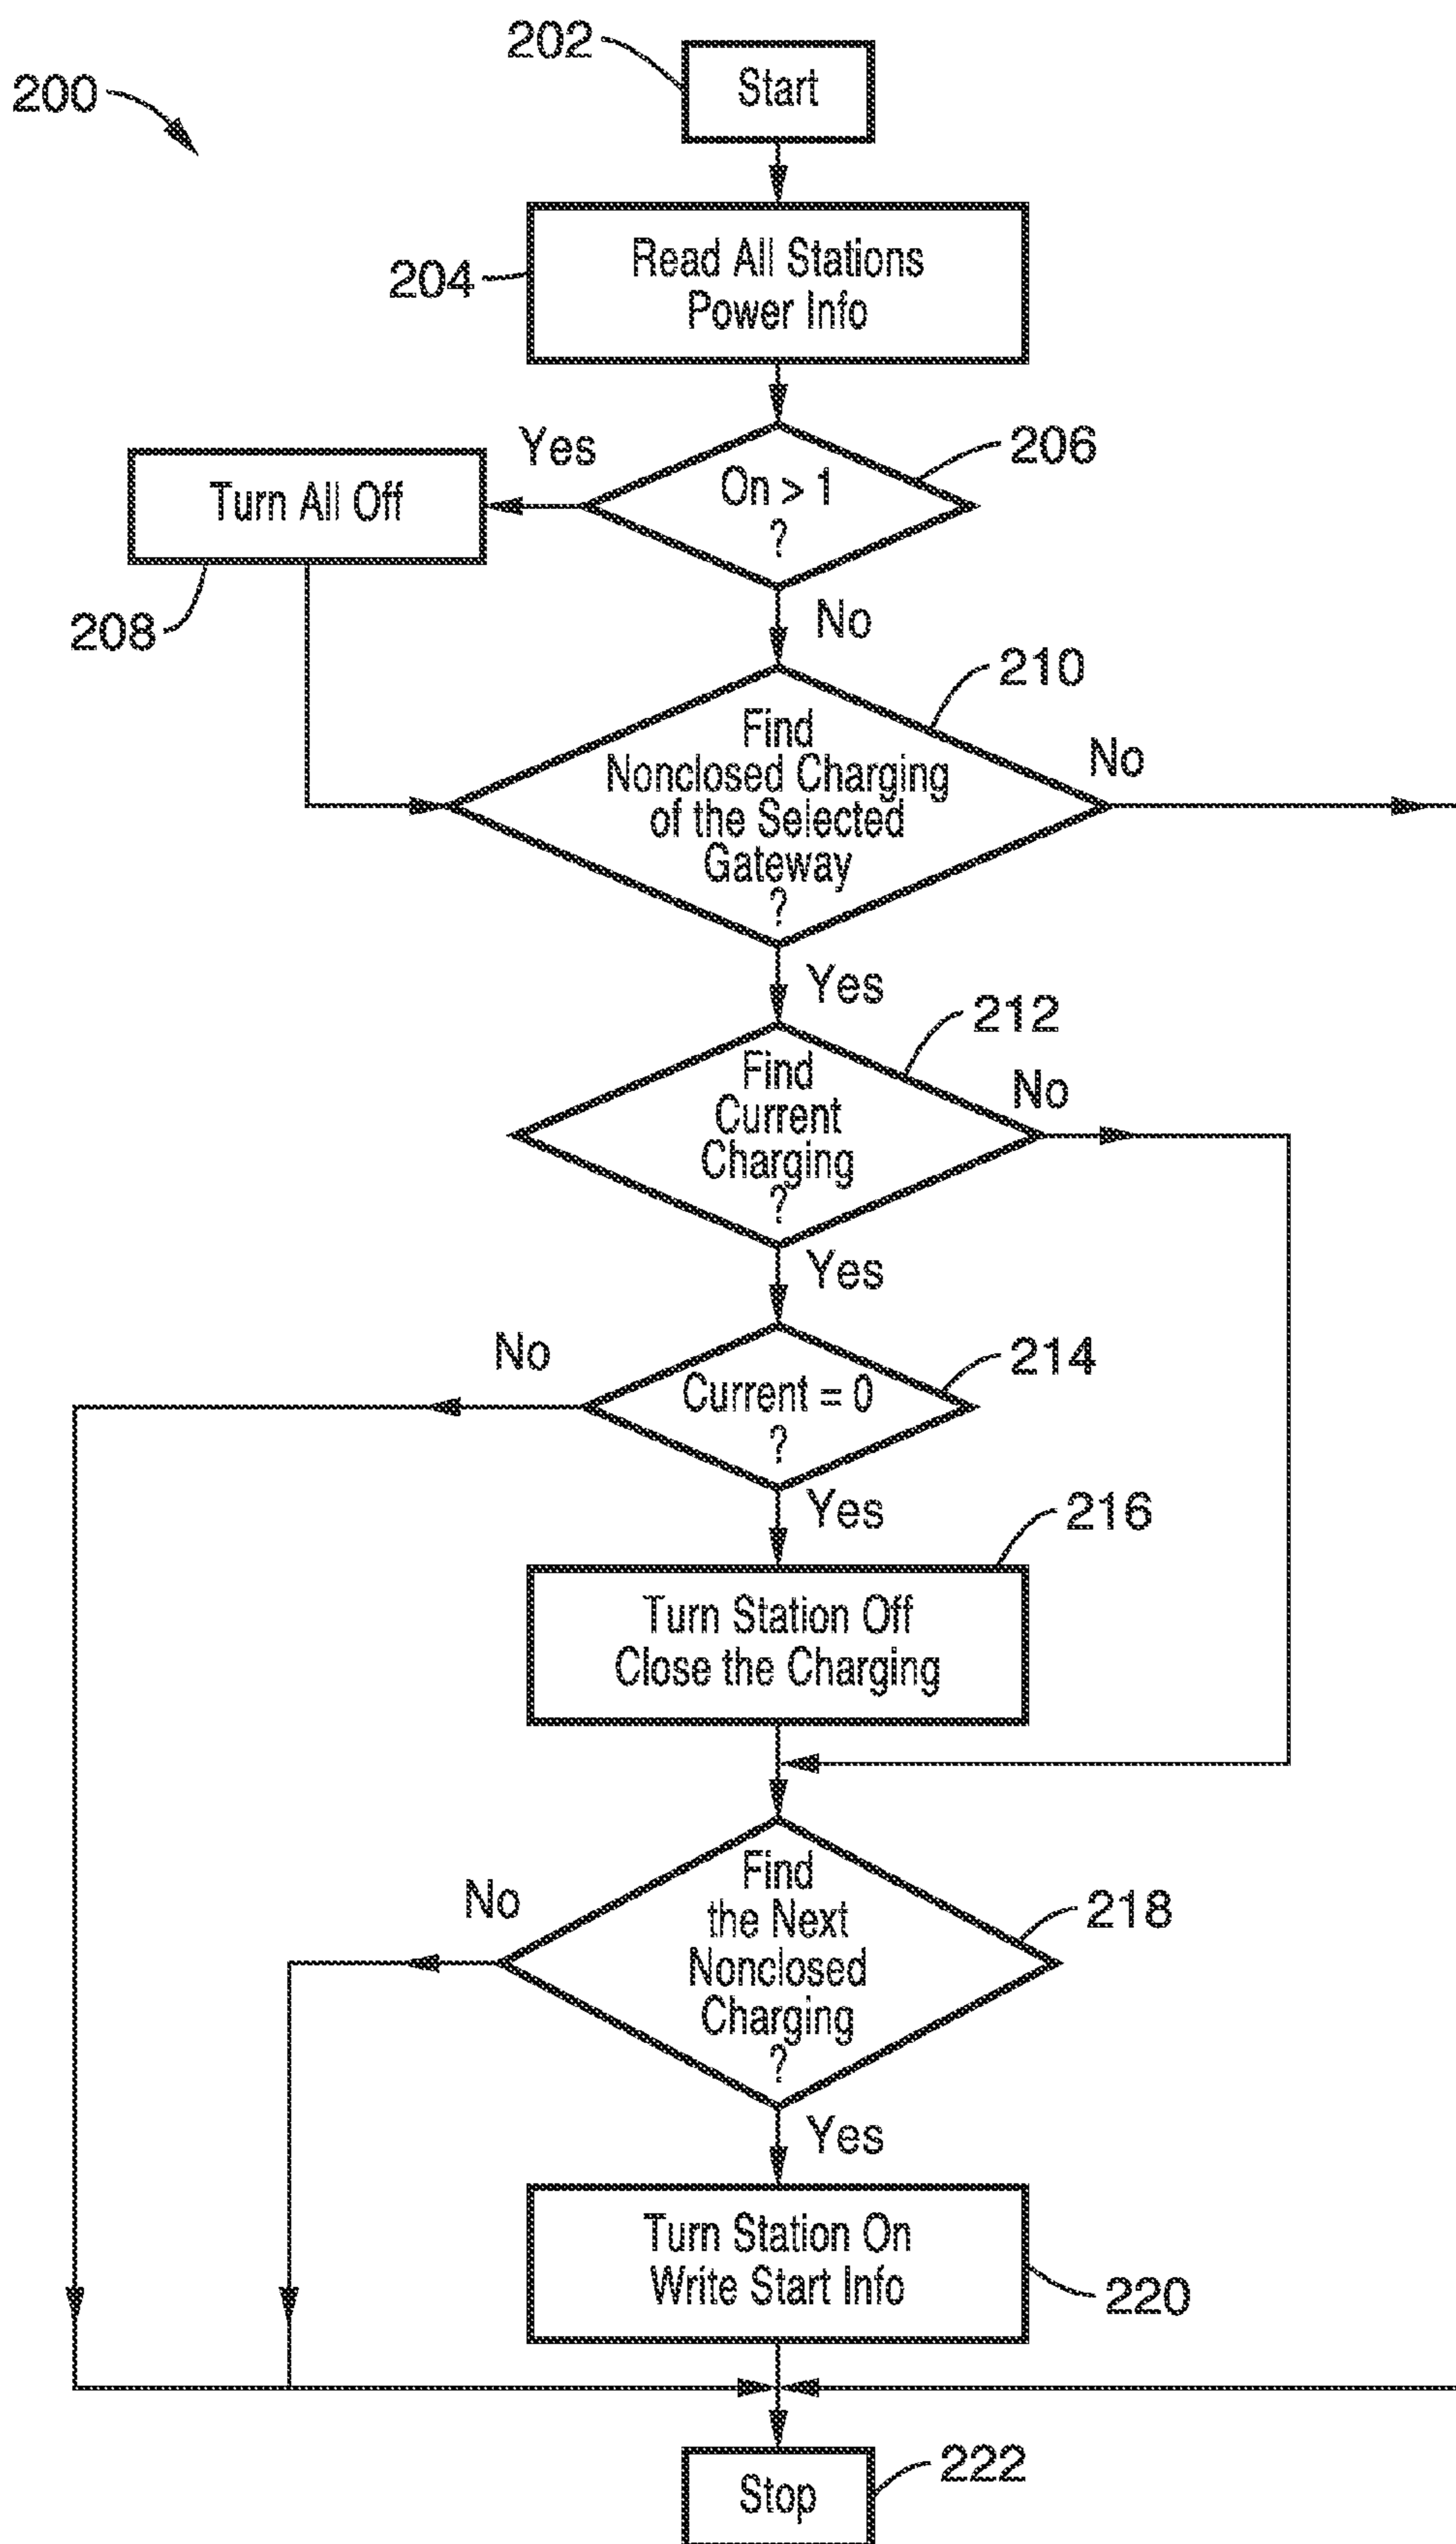 202
Start
200
Read All Stations
Power Info
204
Yes
206
On > 1
?
Turn All Off
208
No
210
Find
Nonclosed Charging
of the Selected
Gateway
?
No
Yes
212
Find
Current
Charging
?
No
Yes
No
214
Current = 0
?
Yes
216
Turn Station Off
Close the Charging
Find
the Next
Nonclosed
Charging
?
No
218
Yes
Turn Station On
Write Start Info
220
222
Stop